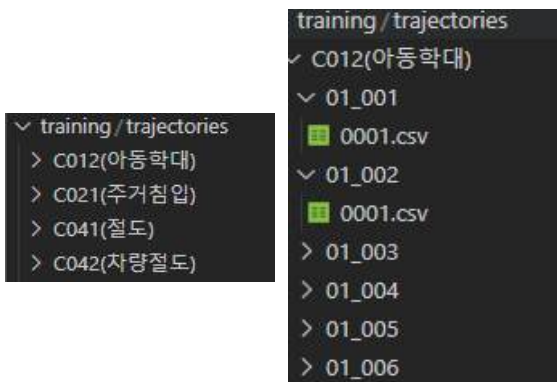 training / trajectories
C012(아동학대)
C021(주거침입)
C041(절도)
C042(차량절도)
training / trajectories
C012(아동학대)
01_001
0001.csv
01_002
0001.csv
01_003
01_004
01_005
01_006